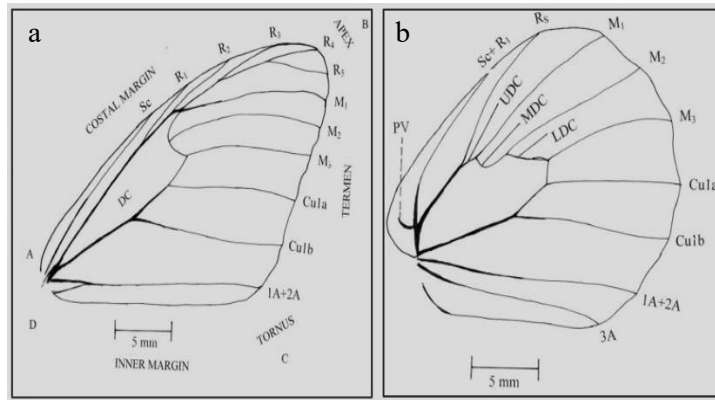 a
B
APEX
R₃
R₄
R₂
R₅
R₁
COSTAL MARGIN
Sc
M₁
M₂
M₃
TERMEN
DC
Cu1a
Cu1b
A
1A+2A
D
5 mm
TORNUS
C
INNER MARGIN
b
Rs
M₁
Sc+ R₁
M₂
UDC
MDC
LDC
PV
M₃
Cu1a
Cu1b
1A+2A
3A
5 mm